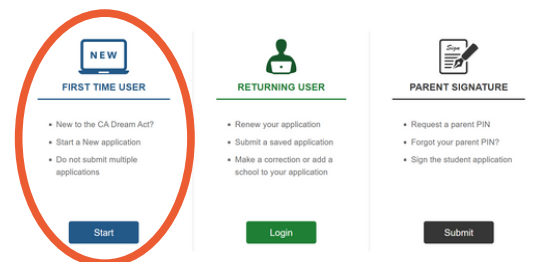 NEW
FIRST TIME USER
• New to the CA Dream Act?
• Start a New application
• Do not submit multiple
applications
Start
RETURNING USER
• Renew your application
• Submit a saved application
• Make a correction or add a
school to your application
Login
Sign
PARENT SIGNATURE
• Request a parent PIN
• Forgot your parent PIN?
• Sign the student application
Submit